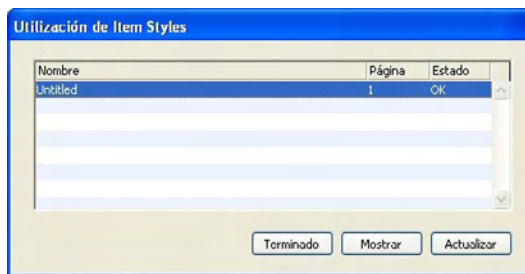 Utilización de Item Styles
Nombre Página Estado
Untitled 1 OK
Terminado Mostrar Actualizar